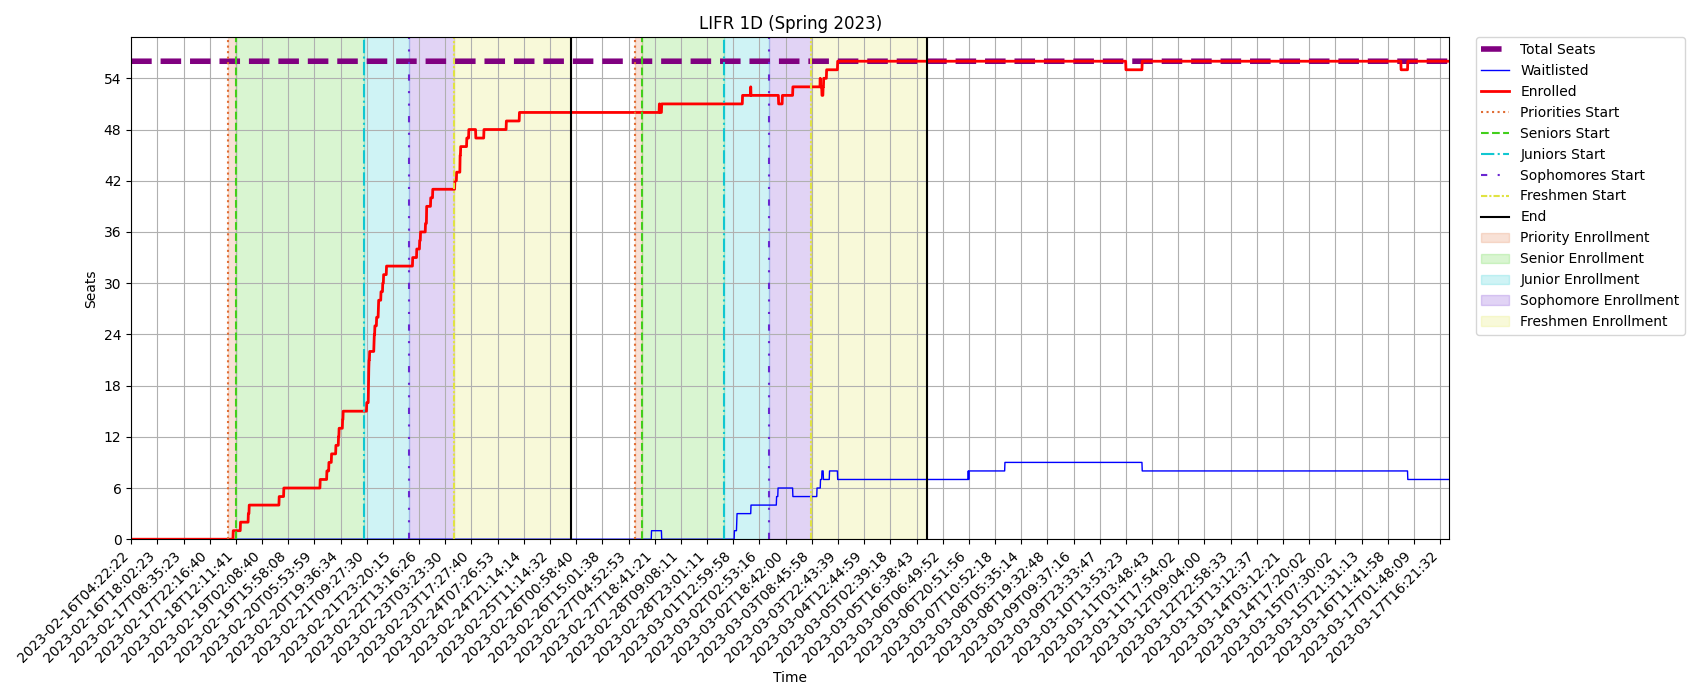 LIFR 1D (Spring 2023)
Seats
54
48
42
36
30
24
18
12
6
0
2023-02-16T04:22:22
2023-02-16T18:02:23
2023-02-17T08:35:23
2023-02-17T22:16:40
2023-02-18T12:11:41
2023-02-19T02:08:40
2023-02-19T15:58:09
2023-02-20T05:53:59
2023-02-20T19:36:34
2023-02-21T09:27:30
2023-02-21T23:20:15
2023-02-22T13:16:26
2023-02-23T03:23:30
2023-02-23T17:27:40
2023-02-24T07:26:53
2023-02-24T21:14:14
2023-02-25T11:14:32
2023-02-26T00:58:40
2023-02-26T15:01:38
2023-02-27T04:52:53
2023-02-27T18:41:21
2023-02-28T09:08:11
2023-02-28T23:01:11
2023-03-01T12:59:58
2023-03-02T02:53:16
2023-03-02T18:42:00
2023-03-03T08:45:58
2023-03-03T22:43:39
2023-03-04T12:44:59
2023-03-05T02:39:18
2023-03-05T16:38:43
2023-03-06T06:49:52
2023-03-06T20:51:56
2023-03-07T10:52:18
2023-03-08T05:35:14
2023-03-08T19:32:48
2023-03-09T09:37:16
2023-03-09T23:33:47
2023-03-10T13:53:23
2023-03-11T03:48:43
2023-03-11T17:54:02
2023-03-12T09:04:00
2023-03-12T22:58:33
2023-03-13T13:12:37
2023-03-14T03:12:21
2023-03-14T17:20:02
2023-03-15T07:30:02
2023-03-15T21:31:13
2023-03-16T11:41:58
2023-03-17T01:48:09
2023-03-17T16:21:32
Time
Total Seats
Waitlisted
Enrolled
Priorities Start
Seniors Start
Juniors Start
Sophomores Start
Freshmen Start
End
Priority Enrollment
Senior Enrollment
Junior Enrollment
Sophomore Enrollment
Freshmen Enrollment